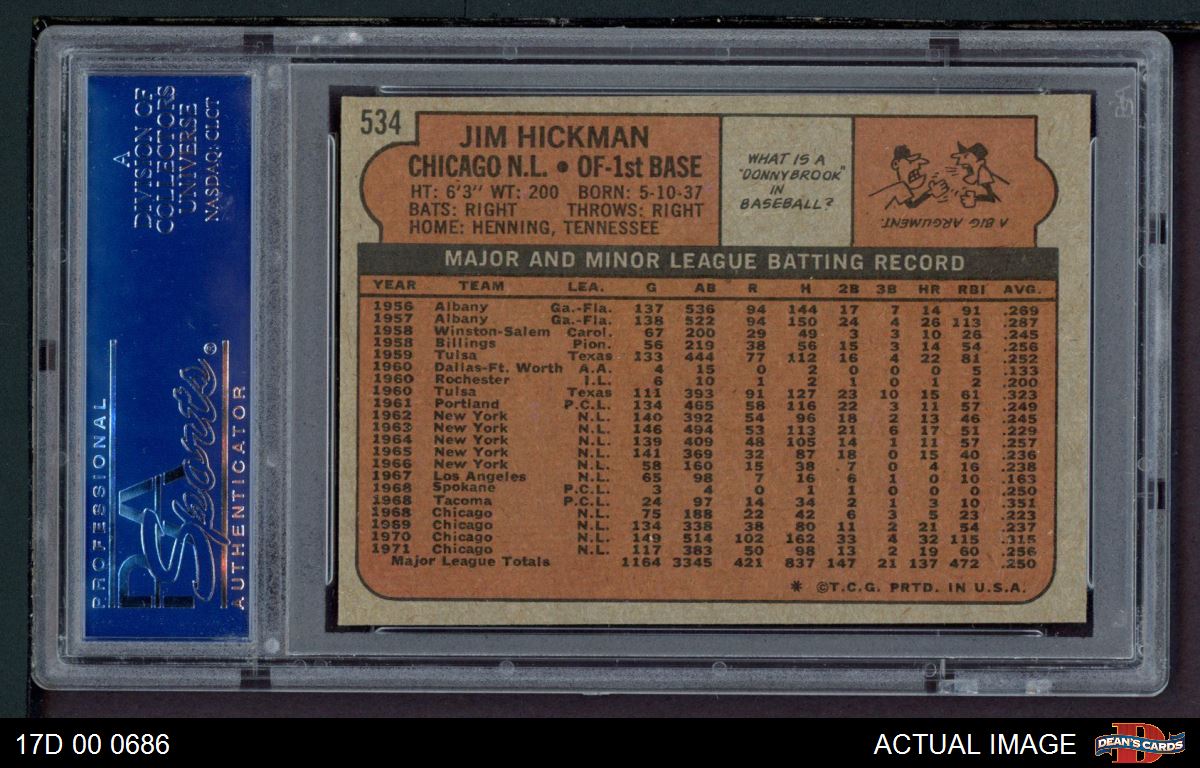 A
DIVISION OF
COLLECTORS
UNIVERSE
NASDAQ: CLCT
PROFESSIONAL
PSA
Sports®
AUTHENTICATOR
534
JIM HICKMAN
CHICAGO N.L. • OF-1st BASE
HT: 6'3" WT: 200 BORN: 5-10-37
BATS: RIGHT THROWS: RIGHT
HOME: HENNING, TENNESSEE
WHAT IS A
"DONNYBROOK"
IN
BASEBALL?
A BIG ARGUMENT.
MAJOR AND MINOR LEAGUE BATTING RECORD
YEAR TEAM LEA. G AB R H 2B 3B HR RBI AVG.
1956 Albany Ga.-Fla. 137 536 94 144 17 7 14 91 .269
1957 Albany Ga.-Fla. 138 522 94 150 24 4 26 113 .287
1958 Winston-Salem Carol. 67 200 29 49 3 3 10 26 .245
1958 Billings Pion. 56 219 38 56 15 3 14 54 .256
1959 Tulsa Texas 133 444 77 112 16 4 22 81 .252
1960 Dallas-Ft. Worth A.A. 4 15 0 2 0 0 0 5 .133
1960 Rochester I.L. 6 10 1 2 1 0 1 2 .200
1960 Tulsa Texas 111 393 91 127 23 10 15 61 .323
1961 Portland P.C.L. 134 465 58 116 22 3 11 57 .249
1962 New York N.L. 140 392 54 96 18 2 13 46 .245
1963 New York N.L. 146 494 53 113 21 6 17 51 .229
1964 New York N.L. 139 409 48 105 14 1 11 57 .257
1965 New York N.L. 141 369 32 87 18 0 15 40 .236
1966 New York N.L. 58 160 15 38 7 0 4 16 .238
1967 Los Angeles N.L. 65 98 7 16 6 1 0 10 .163
1968 Spokane P.C.L. 3 4 0 1 1 0 0 0 .250
1968 Tacoma P.C.L. 24 97 14 34 2 1 3 10 .351
1968 Chicago N.L. 75 188 22 42 6 3 5 23 .223
1969 Chicago N.L. 134 338 38 80 11 2 21 54 .237
1970 Chicago N.L. 149 514 102 162 33 4 32 115 .315
1971 Chicago N.L. 117 383 50 98 13 2 19 60 .256
Major League Totals 1164 3345 421 837 147 21 137 472 .250
* ©T.C.G. PRTD. IN U.S.A.
17D 00 0686
ACTUAL IMAGE
D
DEAN'S CARDS